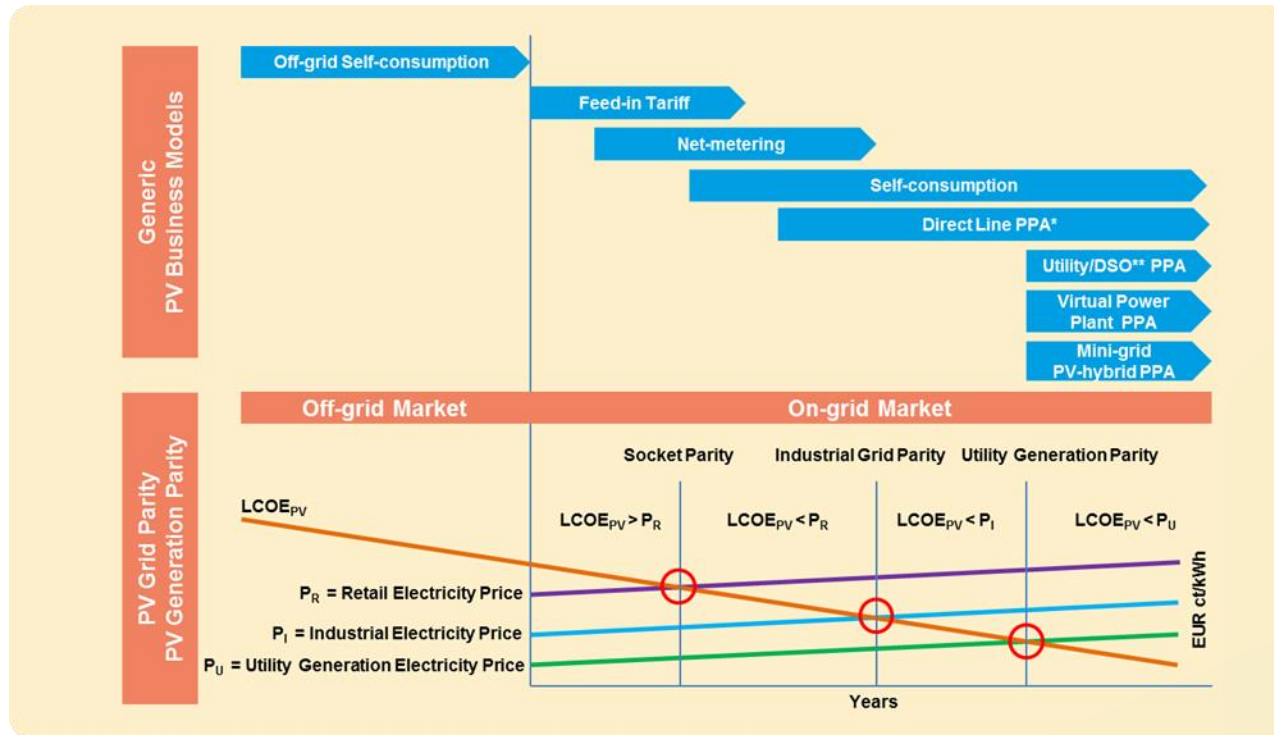 Generic
PV Business Models
Off-grid Self-consumption
Feed-in Tariff
Net-metering
Self-consumption
Direct Line PPA*
Utility/DSO** PPA
Virtual Power
Plant PPA
Mini-grid
PV-hybrid PPA
Off-grid Market
On-grid Market
PV Grid Parity
PV Generation Parity
Socket Parity
Industrial Grid Parity
Utility Generation Parity
LCOEPV
LCOEPV > PR
LCOEPV < PR
LCOEPV < PI
LCOEPV < PU
PR = Retail Electricity Price
PI = Industrial Electricity Price
PU = Utility Generation Electricity Price
EUR ct/kWh
Years